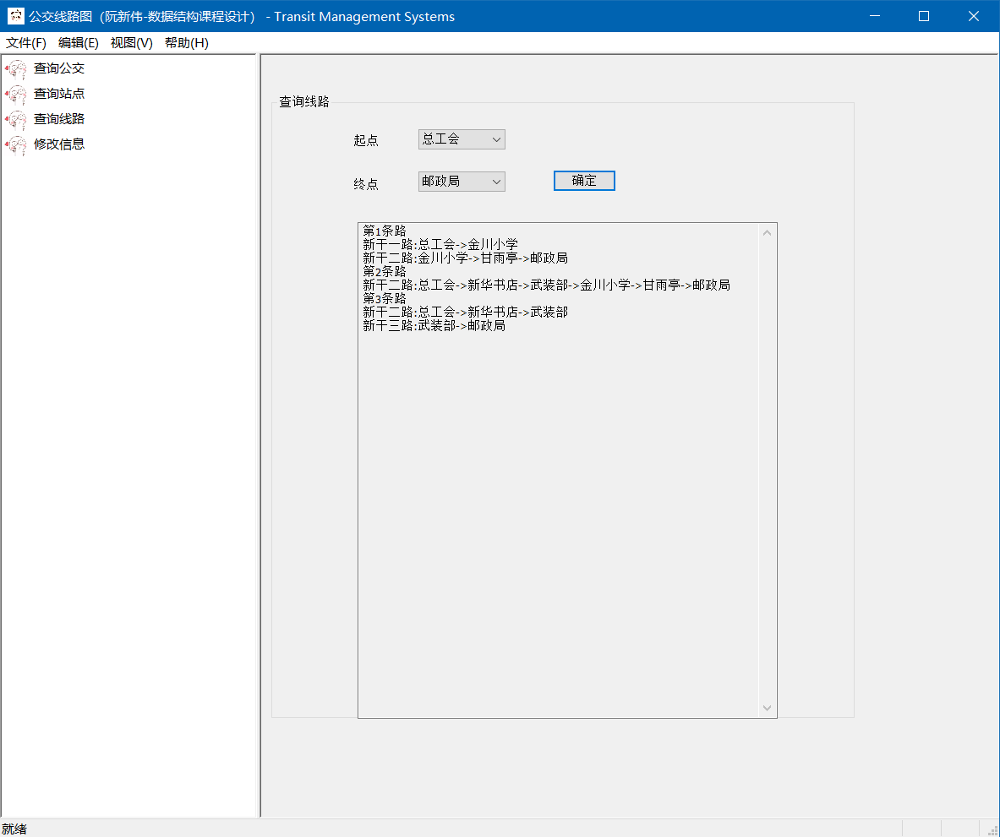 公交线路图（阮新伟-数据结构课程设计） - Transit Management Systems
文件(F) 编辑(E) 视图(V) 帮助(H)
查询公交
查询站点
查询线路
修改信息
查询线路
起点 总工会
终点 邮政局 确定
第1条路
新干一路:总工会->金川小学
新干二路:金川小学->甘雨亭->邮政局
第2条路
新干二路:总工会->新华书店->武装部->金川小学->甘雨亭->邮政局
第3条路
新干二路:总工会->新华书店->武装部
新干三路:武装部->邮政局
就绪